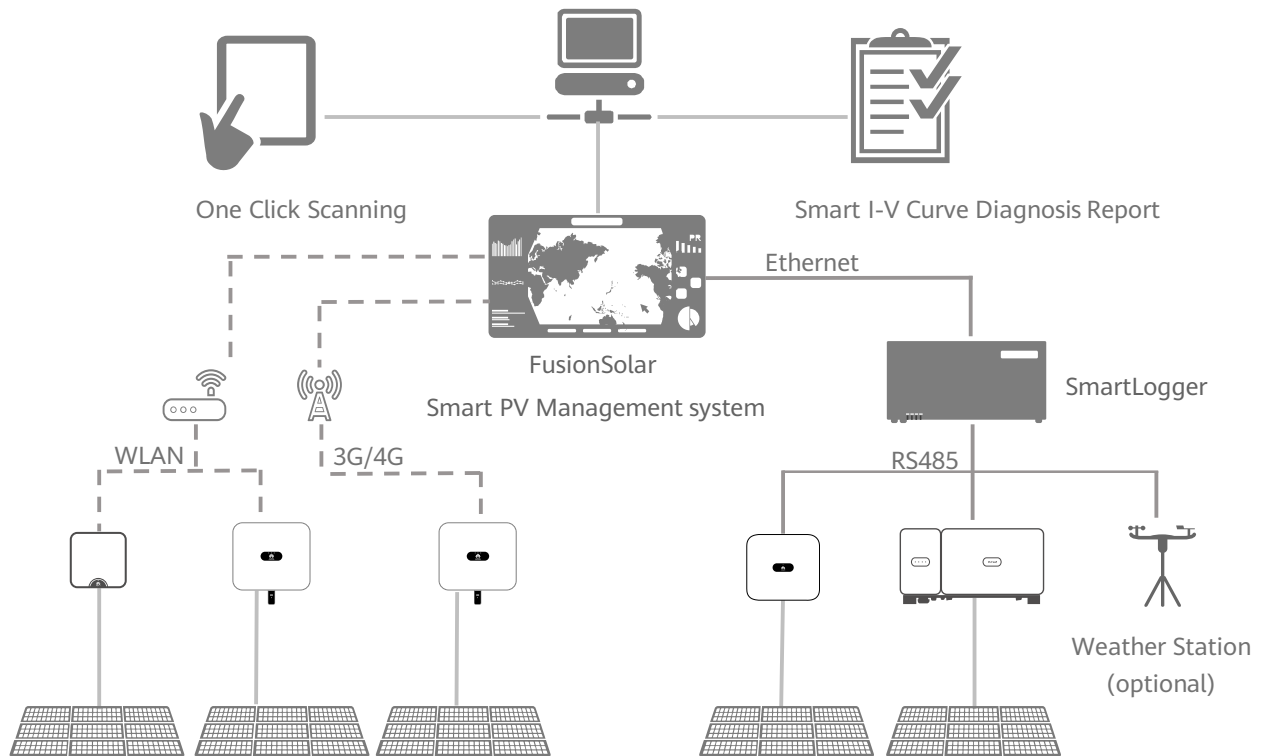 One Click Scanning
Smart I-V Curve Diagnosis Report
PR
Ethernet
FusionSolar
Smart PV Management system
SmartLogger
WLAN
3G/4G
RS485
Weather Station
(optional)